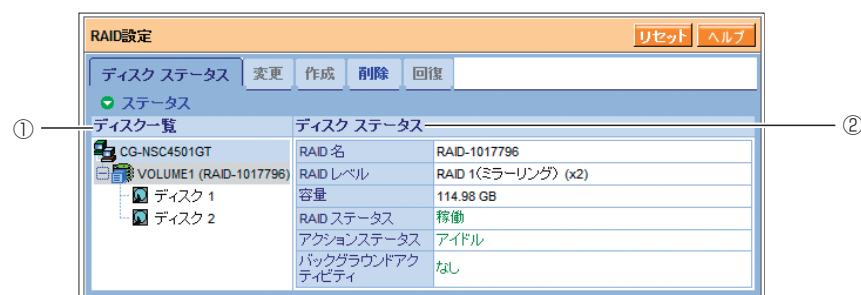 RAID設定
リセット ヘルプ
ディスク ステータス 変更 作成 削除 回復
ステータス
① ディスク一覧 ディスク ステータス ②
CG-NSC4501GT
VOLUME1 (RAID-1017796)
ディスク 1
ディスク 2
RAID 名 RAID-1017796
RAID レベル RAID 1(ミラーリング) (x2)
容量 114.98 GB
RAID ステータス 稼働
アクションステータス アイドル
バックグラウンドアク
ティビティ なし